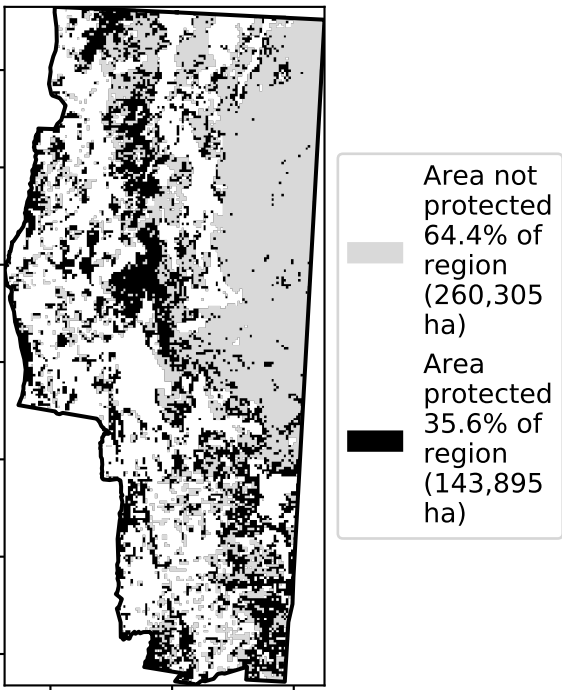 Area not
protected
64.4% of
region
(260,305
ha)
Area
protected
35.6% of
region
(143,895
ha)